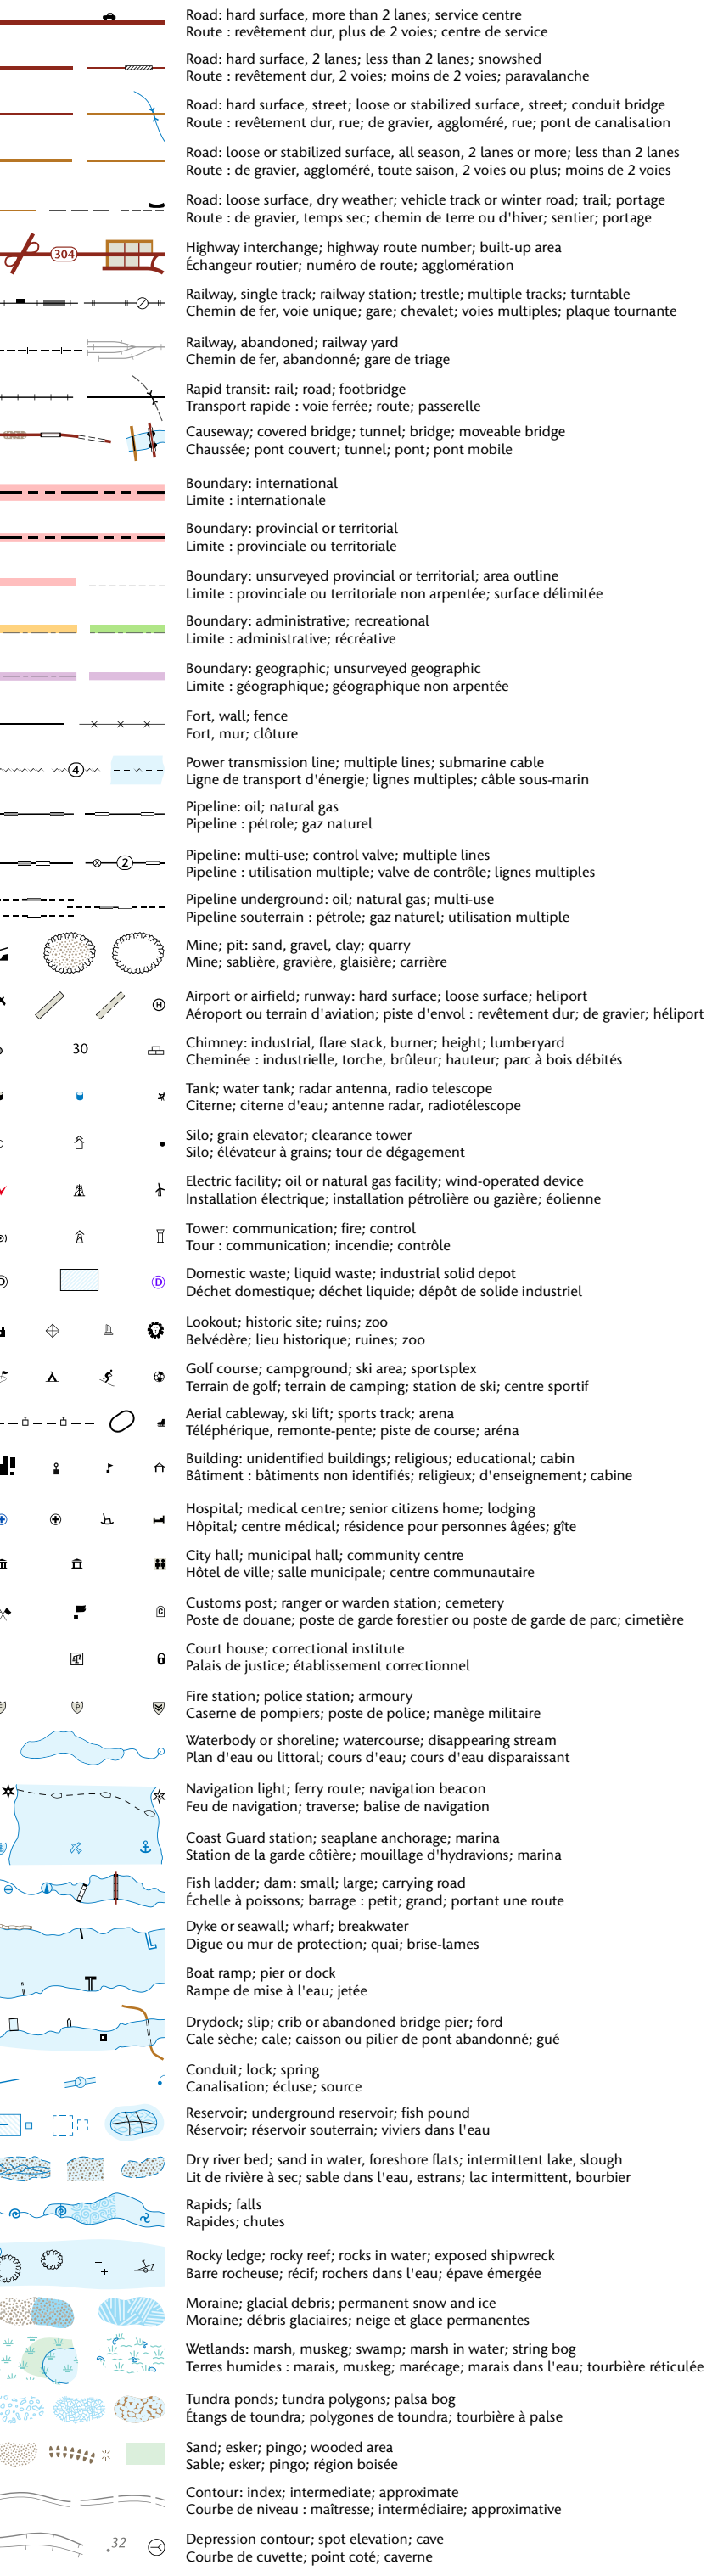 Road: hard surface, more than 2 lanes; service centre
Route : revêtement dur, plus de 2 voies; centre de service
Road: hard surface, 2 lanes; less than 2 lanes; snowshed
Route : revêtement dur, 2 voies; moins de 2 voies; paravalanche
Road: hard surface, street; loose or stabilized surface, street; conduit bridge
Route : revêtement dur, rue; de gravier, aggloméré, rue; pont de canalisation
Road: loose or stabilized surface, all season, 2 lanes or more; less than 2 lanes
Route : de gravier, aggloméré, toute saison, 2 voies ou plus; moins de 2 voies
Road: loose surface, dry weather; vehicle track or winter road; trail; portage
Route : de gravier, temps sec; chemin de terre ou d'hiver; sentier; portage
304
Highway interchange; highway route number; built-up area
Échangeur routier; numéro de route; agglomération
Railway, single track; railway station; trestle; multiple tracks; turntable
Chemin de fer, voie unique; gare; chevalet; voies multiples; plaque tournante
Railway, abandoned; railway yard
Chemin de fer, abandonné; gare de triage
Rapid transit: rail; road; footbridge
Transport rapide : voie ferrée; route; passerelle
Causeway; covered bridge; tunnel; bridge; moveable bridge
Chaussée; pont couvert; tunnel; pont; pont mobile
Boundary: international
Limite : internationale
Boundary: provincial or territorial
Limite : provinciale ou territoriale
Boundary: unsurveyed provincial or territorial; area outline
Limite : provinciale ou territoriale non arpentée; surface délimitée
Boundary: administrative; recreational
Limite : administrative; récréative
Boundary: geographic; unsurveyed geographic
Limite : géographique; géographique non arpentée
Fort, wall; fence
Fort, mur; clôture
4
Power transmission line; multiple lines; submarine cable
Ligne de transport d'énergie; lignes multiples; câble sous-marin
Pipeline: oil; natural gas
Pipeline : pétrole; gaz naturel
2
Pipeline: multi-use; control valve; multiple lines
Pipeline : utilisation multiple; valve de contrôle; lignes multiples
Pipeline underground: oil; natural gas; multi-use
Pipeline souterrain : pétrole; gaz naturel; utilisation multiple
Mine; pit: sand, gravel, clay; quarry
Mine; sablière, gravière, glaisière; carrière
H
Airport or airfield; runway: hard surface; loose surface; heliport
Aéroport ou terrain d'aviation; piste d'envol : revêtement dur; de gravier; héliport
30
Chimney: industrial, flare stack, burner; height; lumberyard
Cheminée : industrielle, torche, brûleur; hauteur; parc à bois débités
Tank; water tank; radar antenna, radio telescope
Citerne; citerne d'eau; antenne radar, radiotélescope
Silo; grain elevator; clearance tower
Silo; élévateur à grains; tour de dégagement
Electric facility; oil or natural gas facility; wind-operated device
Installation électrique; installation pétrolière ou gazière; éolienne
Tower: communication; fire; control
Tour : communication; incendie; contrôle
D D
Domestic waste; liquid waste; industrial solid depot
Déchet domestique; déchet liquide; dépôt de solide industriel
Lookout; historic site; ruins; zoo
Belvédère; lieu historique; ruines; zoo
Golf course; campground; ski area; sportsplex
Terrain de golf; terrain de camping; station de ski; centre sportif
Aerial cableway, ski lift; sports track; arena
Téléphérique, remonte-pente; piste de course; aréna
Building: unidentified buildings; religious; educational; cabin
Bâtiment : bâtiments non identifiés; religieux; d'enseignement; cabine
Hospital; medical centre; senior citizens home; lodging
Hôpital; centre médical; résidence pour personnes âgées; gîte
City hall; municipal hall; community centre
Hôtel de ville; salle municipale; centre communautaire
C
Customs post; ranger or warden station; cemetery
Poste de douane; poste de garde forestier ou poste de garde de parc; cimetière
Court house; correctional institute
Palais de justice; établissement correctionnel
F P
Fire station; police station; armoury
Caserne de pompiers; poste de police; manège militaire
Waterbody or shoreline; watercourse; disappearing stream
Plan d'eau ou littoral; cours d'eau; cours d'eau disparaissant
Navigation light; ferry route; navigation beacon
Feu de navigation; traverse; balise de navigation
Coast Guard station; seaplane anchorage; marina
Station de la garde côtière; mouillage d'hydravions; marina
Fish ladder; dam: small; large; carrying road
Échelle à poissons; barrage : petit; grand; portant une route
Dyke or seawall; wharf; breakwater
Digue ou mur de protection; quai; brise-lames
Boat ramp; pier or dock
Rampe de mise à l'eau; jetée
Drydock; slip; crib or abandoned bridge pier; ford
Cale sèche; cale; caisson ou pilier de pont abandonné; gué
Conduit; lock; spring
Canalisation; écluse; source
Reservoir; underground reservoir; fish pound
Réservoir; réservoir souterrain; viviers dans l'eau
Dry river bed; sand in water, foreshore flats; intermittent lake, slough
Lit de rivière à sec; sable dans l'eau, estrans; lac intermittent, bourbier
Rapids; falls
Rapides; chutes
Rocky ledge; rocky reef; rocks in water; exposed shipwreck
Barre rocheuse; récif; rochers dans l'eau; épave émergée
Moraine; glacial debris; permanent snow and ice
Moraine; débris glaciaires; neige et glace permanentes
Wetlands: marsh, muskeg; swamp; marsh in water; string bog
Terres humides : marais, muskeg; marécage; marais dans l'eau; tourbière réticulée
Tundra ponds; tundra polygons; palsa bog
Étangs de toundra; polygones de toundra; tourbière à palse
Sand; esker; pingo; wooded area
Sable; esker; pingo; région boisée
Contour: index; intermediate; approximate
Courbe de niveau : maîtresse; intermédiaire; approximative
.32
Depression contour; spot elevation; cave
Courbe de cuvette; point coté; caverne